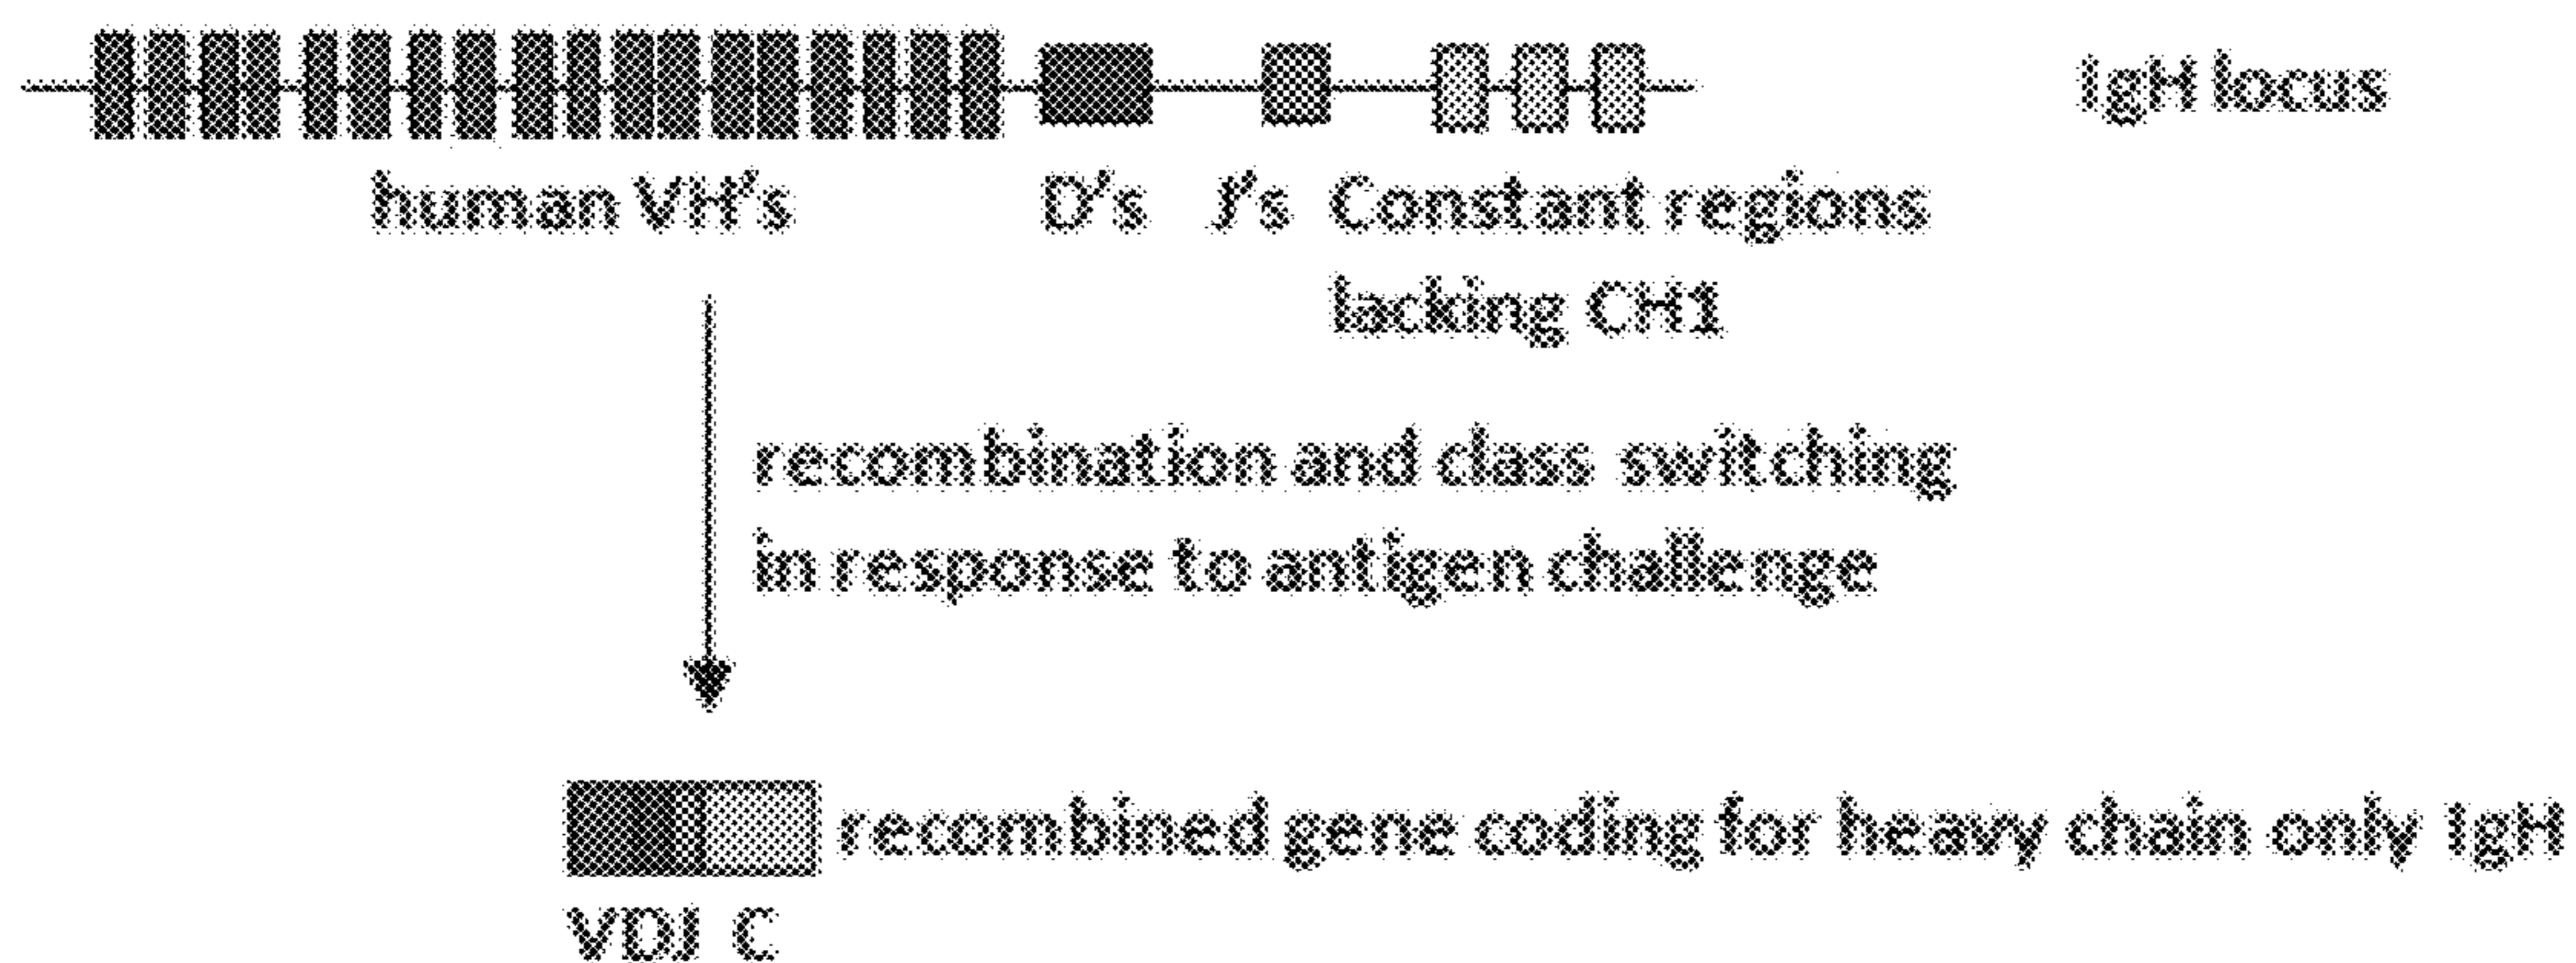 IgH locus
human VH's D's J's Constant regions
lacking CH1
recombination and class switching
in response to antigen challenge
recombined gene coding for heavy chain only IgH
VDJ C